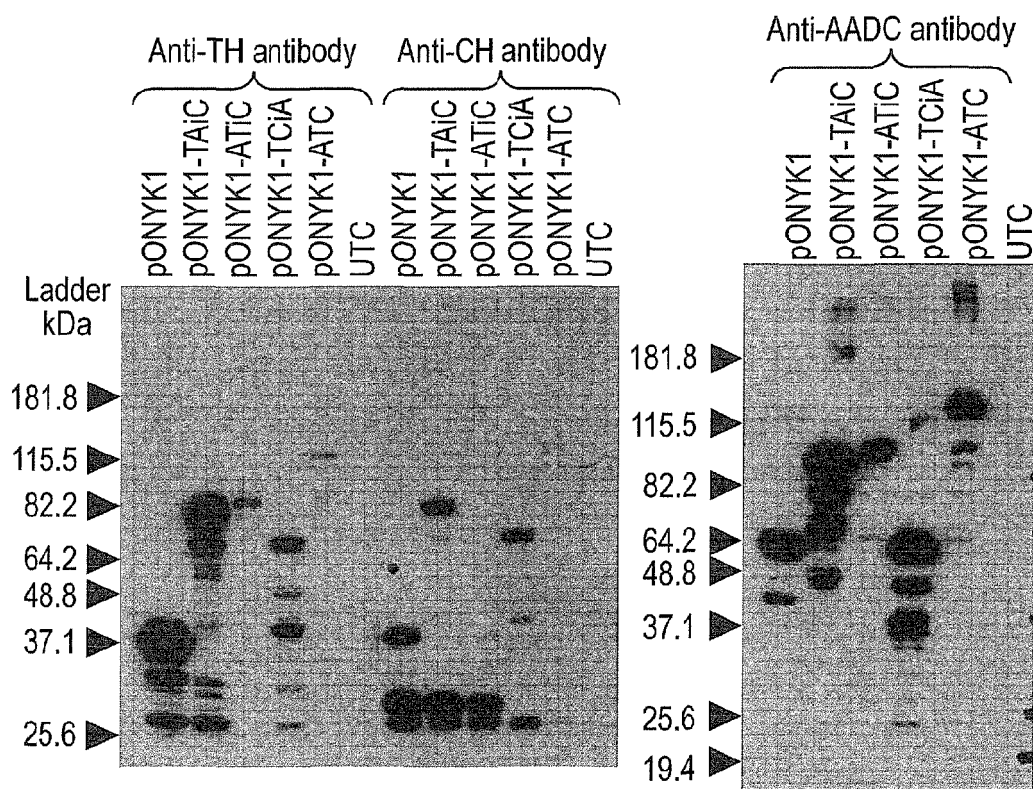 Anti-TH antibody
pONYK1
pONYK1-TAiC
pONYK1-ATiC
pONYK1-TCiA
pONYK1-ATC
UTC
Anti-CH antibody
pONYK1
pONYK1-TAiC
pONYK1-ATiC
pONYK1-TCiA
pONYK1-ATC
UTC
Ladder
kDa
181.8
115.5
82.2
64.2
48.8
37.1
25.6
Anti-AADC antibody
pONYK1
pONYK1-TAiC
pONYK1-ATiC
pONYK1-TCiA
pONYK1-ATC
UTC
181.8
115.5
82.2
64.2
48.8
37.1
25.6
19.4